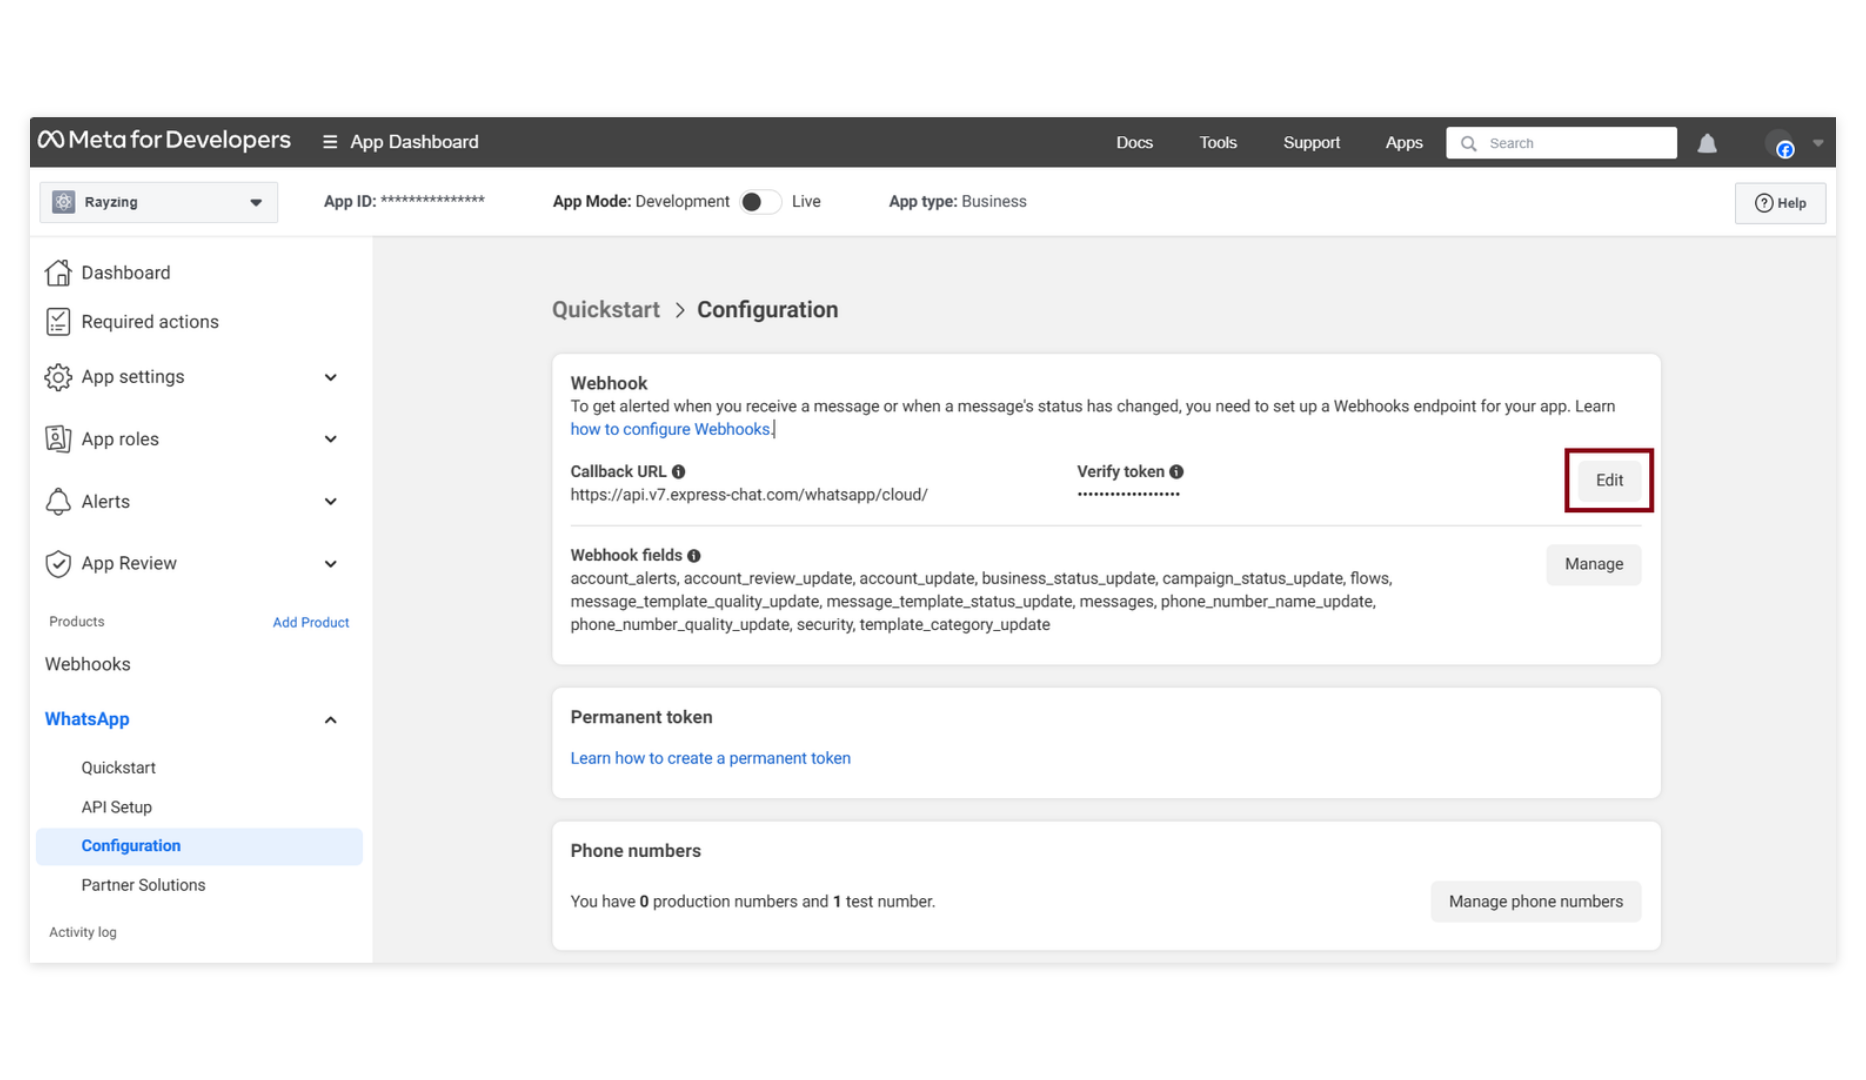 Meta for Developers
App Dashboard
Docs
Tools
Support
Apps
Search
Rayzing
App ID: ***************
App Mode: Development
Live
App type: Business
Help
Dashboard
Required actions
App settings
App roles
Alerts
App Review
Products
Add Product
Webhooks
WhatsApp
Quickstart
API Setup
Configuration
Partner Solutions
Activity log
Quickstart > Configuration
Webhook
To get alerted when you receive a message or when a message's status has changed, you need to set up a Webhooks endpoint for your app. Learn
how to configure Webhooks.
Callback URL
https://api.v7.express-chat.com/whatsapp/cloud/
Verify token
•••••••••••••••••••
Edit
Webhook fields
account_alerts, account_review_update, account_update, business_status_update, campaign_status_update, flows,
message_template_quality_update, message_template_status_update, messages, phone_number_name_update,
phone_number_quality_update, security, template_category_update
Manage
Permanent token
Learn how to create a permanent token
Phone numbers
You have 0 production numbers and 1 test number.
Manage phone numbers